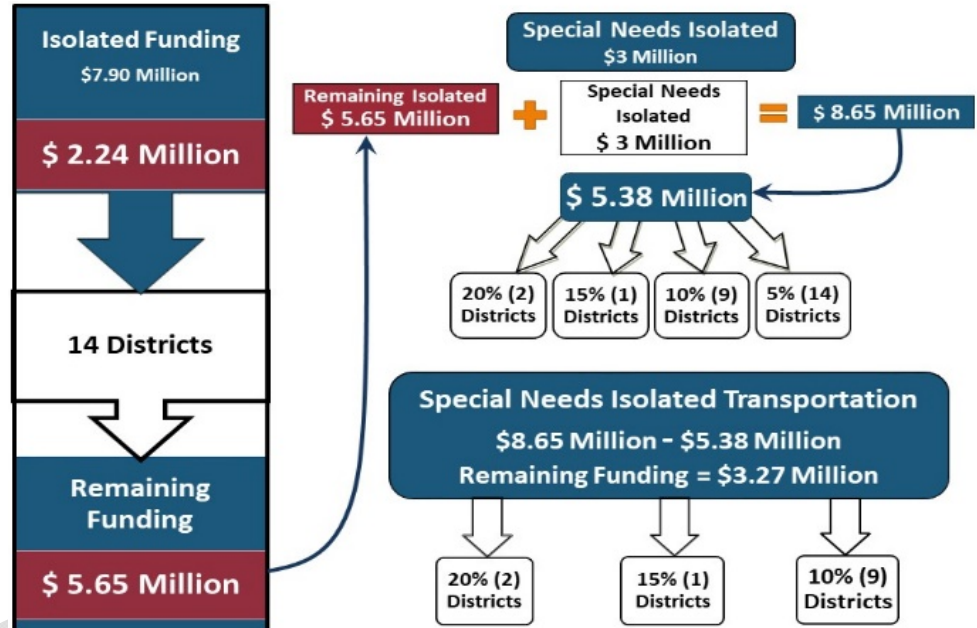 Isolated Funding
$7.90 Million
$ 2.24 Million
14 Districts
Remaining
Funding
$ 5.65 Million
Special Needs Isolated
$3 Million
Remaining Isolated
$ 5.65 Million
+
Special Needs
Isolated
$ 3 Million
=
$ 8.65 Million
$ 5.38 Million
20% (2)
Districts
15% (1)
Districts
10% (9)
Districts
5% (14)
Districts
Special Needs Isolated Transportation
$8.65 Million – $5.38 Million
Remaining Funding = $3.27 Million
20% (2)
Districts
15% (1)
Districts
10% (9)
Districts